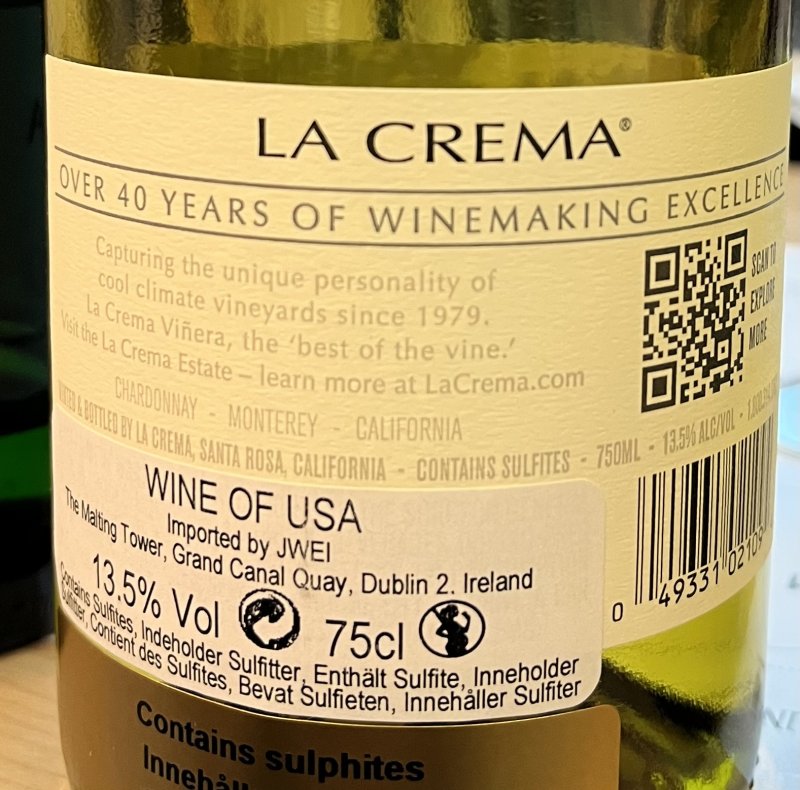 LA CREMA®
OVER 40 YEARS OF WINEMAKING EXCELLENCE
Capturing the unique personality of
cool climate vineyards since 1979.
La Crema Viñera, the ‘best of the vine.’
Visit the La Crema Estate – learn more at LaCrema.com
SCAN TO
EXPLORE
MORE
CHARDONNAY - MONTEREY - CALIFORNIA
& BOTTLED BY LA CREMA, SANTA ROSA, CALIFORNIA - CONTAINS SULFITES - 750ML - 13.5% ALC/VOL -
WINE OF USA
Imported by JWEI
The Malting Tower, Grand Canal Quay, Dublin 2. Ireland
13.5% Vol 75cl
Contains Sulfites, Indeholder Sulfitter, Enthält Sulfite, Inneholder
Sulfitter, Contient des Sulfites, Bevat Sulfieten, Innehåller Sulfiter
0 49331 02109
Contains sulphites